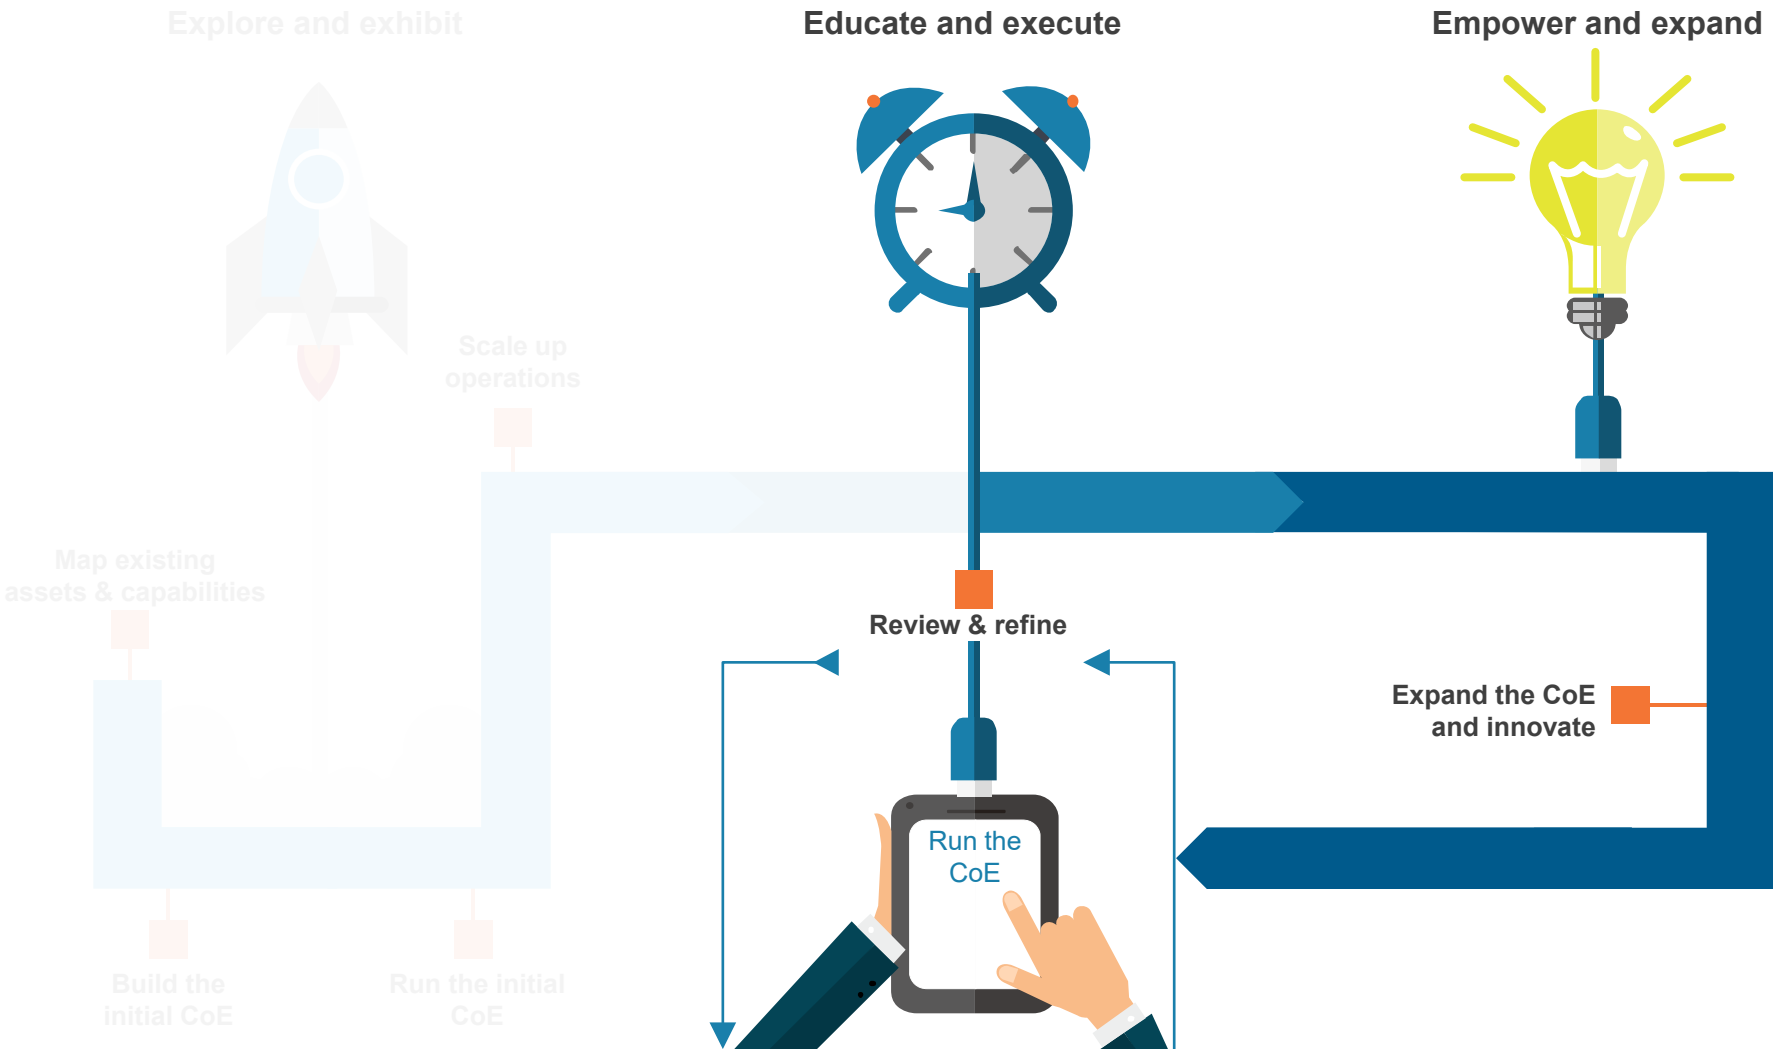 Explore and exhibit
Educate and execute
Empower and expand
Scale up
operations
Map existing
assets & capabilities
Review & refine
Expand the CoE
and innovate
Run the
CoE
Build the
initial CoE
Run the initial
CoE